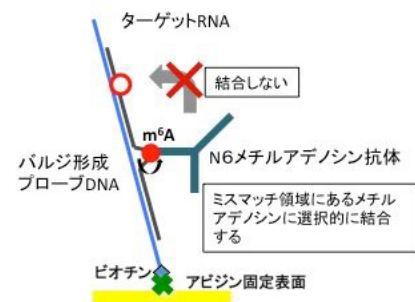 ターゲットRNA
結合しない
m⁶A
N6メチルアデノシン抗体
バルジ形成
プローブDNA
ミスマッチ領域にあるメチル
アデノシンに選択的に結合
する
ビオチン
アビジン固定表面